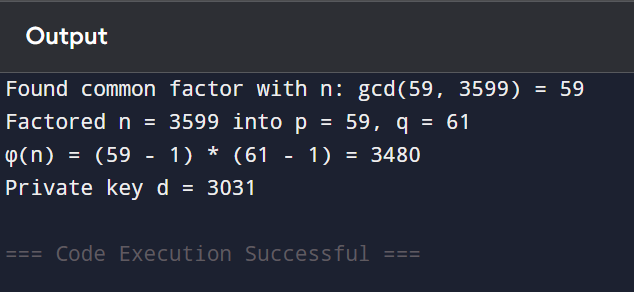 Output
Found common factor with n: gcd(59, 3599) = 59
Factored n = 3599 into p = 59, q = 61
φ(n) = (59 - 1) * (61 - 1) = 3480
Private key d = 3031
=== Code Execution Successful ===